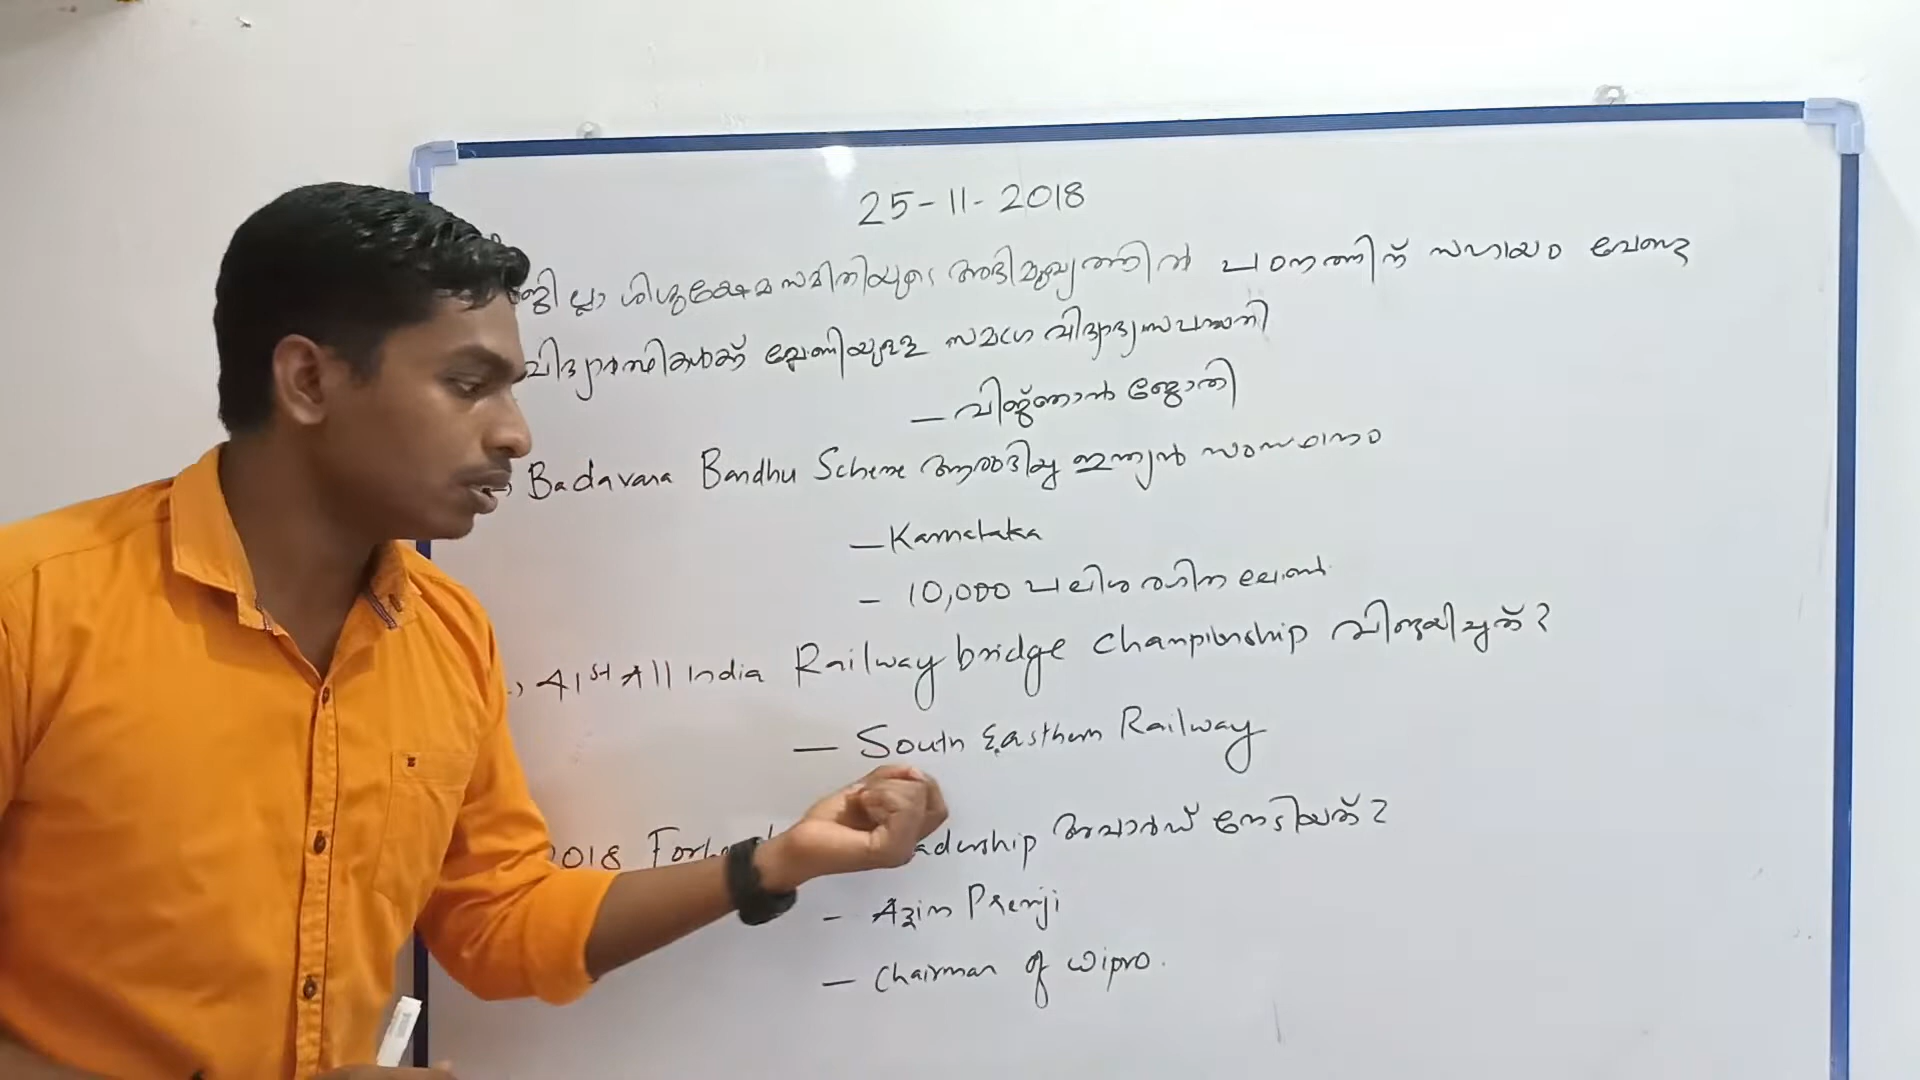 25-11-2018
ജില്ലാ ശിശുക്ഷേമസമിതിയുടെ അഭിമുഖ്യത്തിൽ പഠനത്തിന് സഹായം വേണ്ട
വിദ്യാർത്ഥികൾക്ക് വേണ്ടിയുള്ള സമഗ്ര വിദ്യാഭ്യാസപദ്ധതി
— വിജ്ഞാൻ ജ്യോതി
Badavara Bandhu Scheme ആരംഭിച്ച ഇന്ത്യൻ സംസ്ഥാനം
— Karnataka
- 10,000 പലിശ രഹിത ലോൺ
41st All India Railway bridge Championship വിജയിച്ചത്?
— South Easthern Railway
2018 adership അവാർഡ് നേടിയത്?
- Azim Premji
— Chairman of wipro.